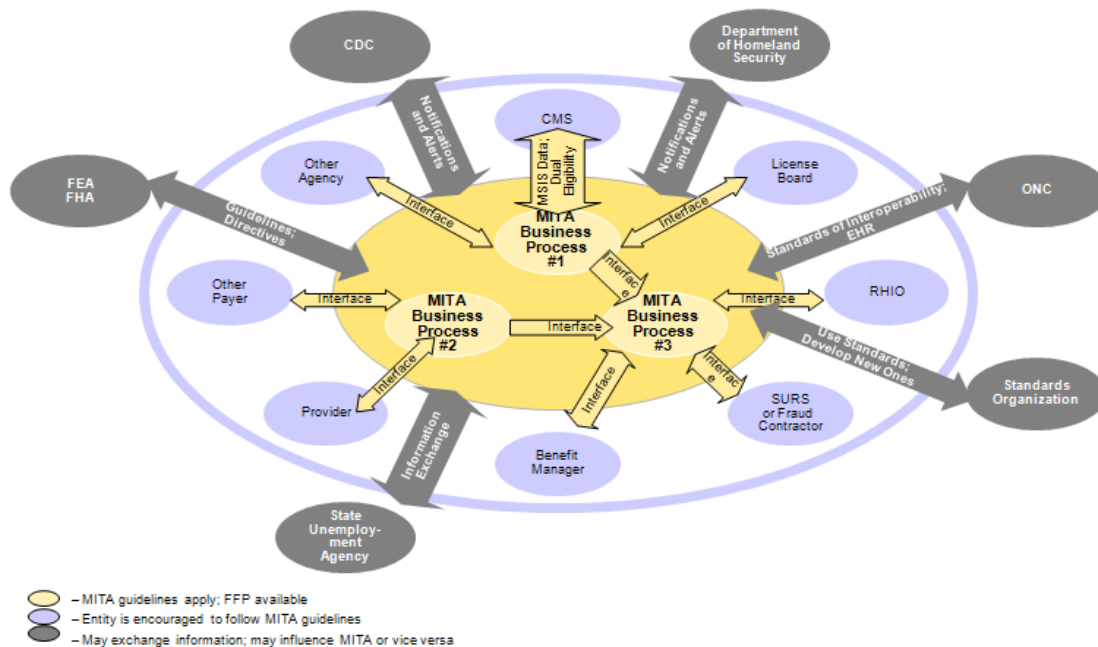 CDC
Department
of Homeland
Security
Notifications
and Alerts
Notifications
and Alerts
CMS
MSIS Data;
Dual
Eligibility
Other
Agency
License
Board
FEA
FHA
Guidelines;
Directives
Interface
Interface
Standards of Interoperability;
EHR
ONC
MITA
Business
Process
#1
Interfac
e
Other
Payer
Interface
MITA
Business
Process
#2
Interface
MITA
Business
Process
#3
Interface
RHIO
Use Standards;
Develop New Ones
Standards
Organization
Provider
Interface
Interface
Interfac
e
SURS
or Fraud
Contractor
Benefit
Manager
Information
Exchange
State
Unemploy-
ment
Agency
– MITA guidelines apply; FFP available
– Entity is encouraged to follow MITA guidelines
– May exchange information; may influence MITA or vice versa